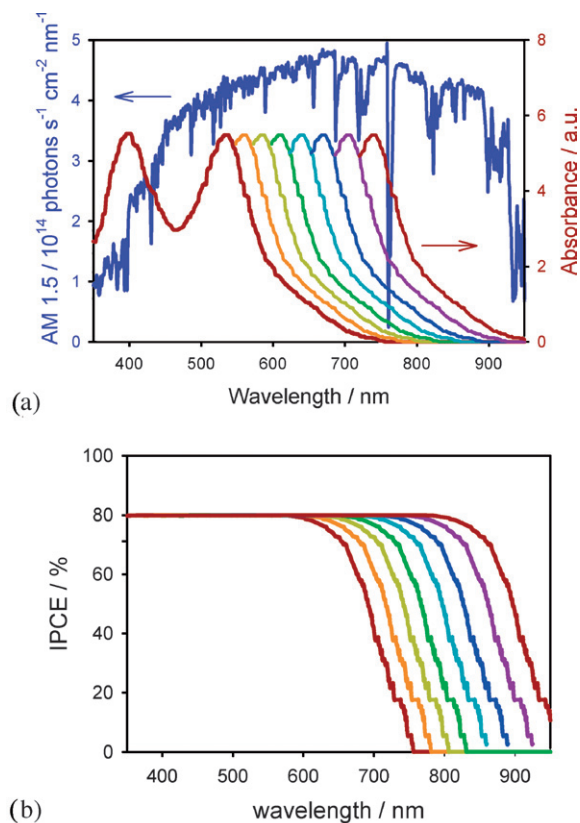 AM 1.5 / 10¹⁴ photons s⁻¹ cm⁻² nm⁻¹
5
4
3
2
1
0
8
6
4
2
0
Absorbance / a.u.
400 500 600 700 800 900
Wavelength / nm
(a)
IPCE / %
100
80
60
40
20
0
400 500 600 700 800 900
wavelength / nm
(b)